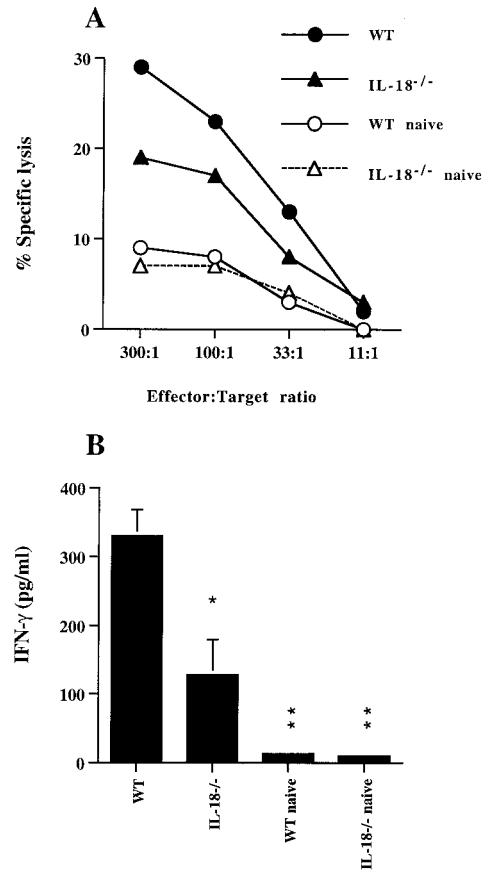 A
WT
IL-18-/-
WT naive
IL-18-/- naive
30
20
10
0
% Specific lysis
300:1 100:1 33:1 11:1
Effector:Target ratio
B
400
300
200
100
0
IFN-γ (pg/ml)
*
* *
* *
WT
IL-18-/-
WT naive
IL-18-/- naive